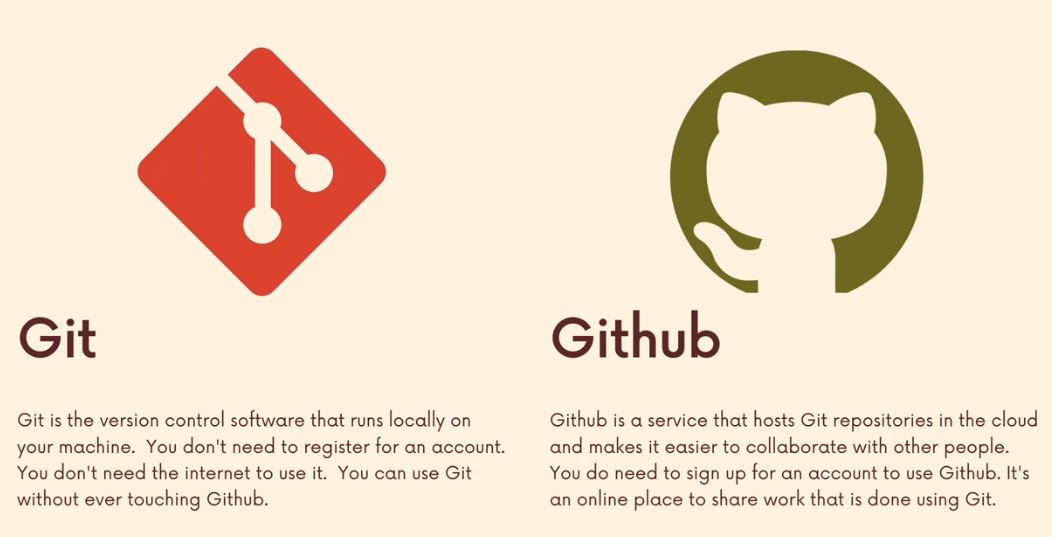 Git
Git is the version control software that runs locally on
your machine.  You don't need to register for an account.
You don't need the internet to use it.  You can use Git
without ever touching Github.
Github
Github is a service that hosts Git repositories in the cloud
and makes it easier to collaborate with other people.
You do need to sign up for an account to use Github. It's
an online place to share work that is done using Git.